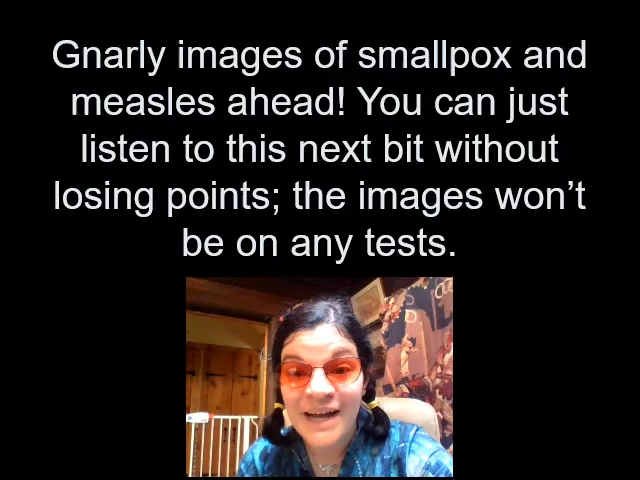 Gnarly images of smallpox and
measles ahead! You can just
listen to this next bit without
losing points; the images won’t
be on any tests.